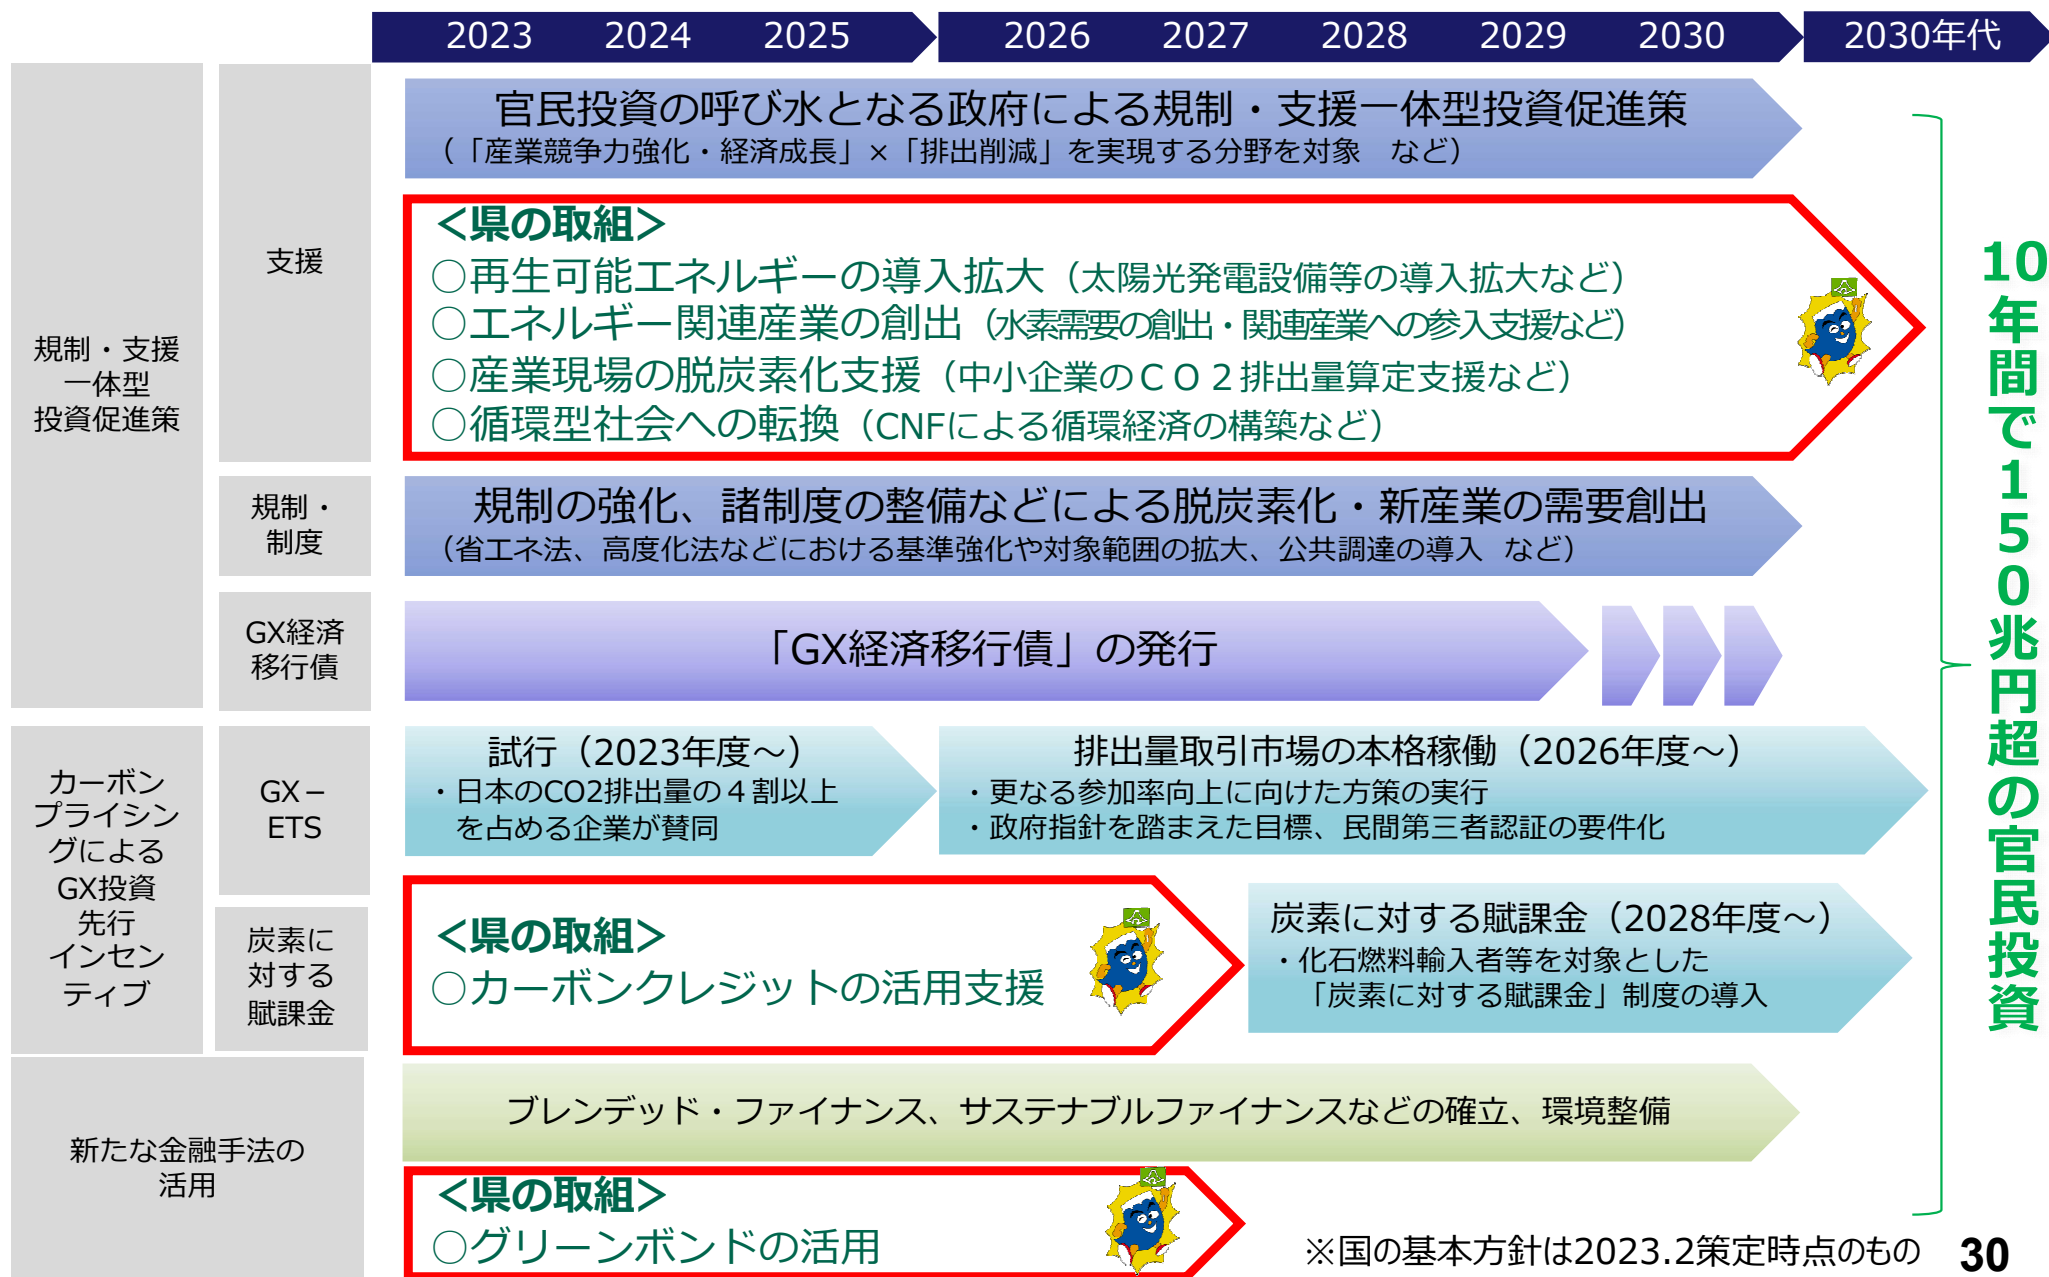 2023 2024 2025 2026 2027 2028 2029 2030 2030年代
規制・支援
一体型
投資促進策
支援
官民投資の呼び水となる政府による規制・支援一体型投資促進策
(「産業競争力強化・経済成長」×「排出削減」を実現する分野を対象　など)
<県の取組>
○再生可能エネルギーの導入拡大（太陽光発電設備等の導入拡大など）
○エネルギー関連産業の創出（水素需要の創出・関連産業への参入支援など）
○産業現場の脱炭素化支援（中小企業のＣＯ２排出量算定支援など）
○循環型社会への転換（CNFによる循環経済の構築など）
規制・
制度
規制の強化、諸制度の整備などによる脱炭素化・新産業の需要創出
（省エネ法、高度化法などにおける基準強化や対象範囲の拡大、公共調達の導入 など）
GX経済
移行債
「GX経済移行債」の発行
カーボン
プライシン
グによる
GX投資
先行
インセン
ティブ
GX－
ETS
試行（2023年度～）
・日本のCO2排出量の４割以上
を占める企業が賛同
排出量取引市場の本格稼働（2026年度～）
・更なる参加率向上に向けた方策の実行
・政府指針を踏まえた目標、民間第三者認証の要件化
炭素に
対する
賦課金
<県の取組>
○カーボンクレジットの活用支援
炭素に対する賦課金（2028年度～）
・化石燃料輸入者等を対象とした
「炭素に対する賦課金」制度の導入
新たな金融手法の
活用
ブレンデッド・ファイナンス、サステナブルファイナンスなどの確立、環境整備
<県の取組>
○グリーンボンドの活用
10年間で１５０兆円超の官民投資
※国の基本方針は2023.2策定時点のもの
30